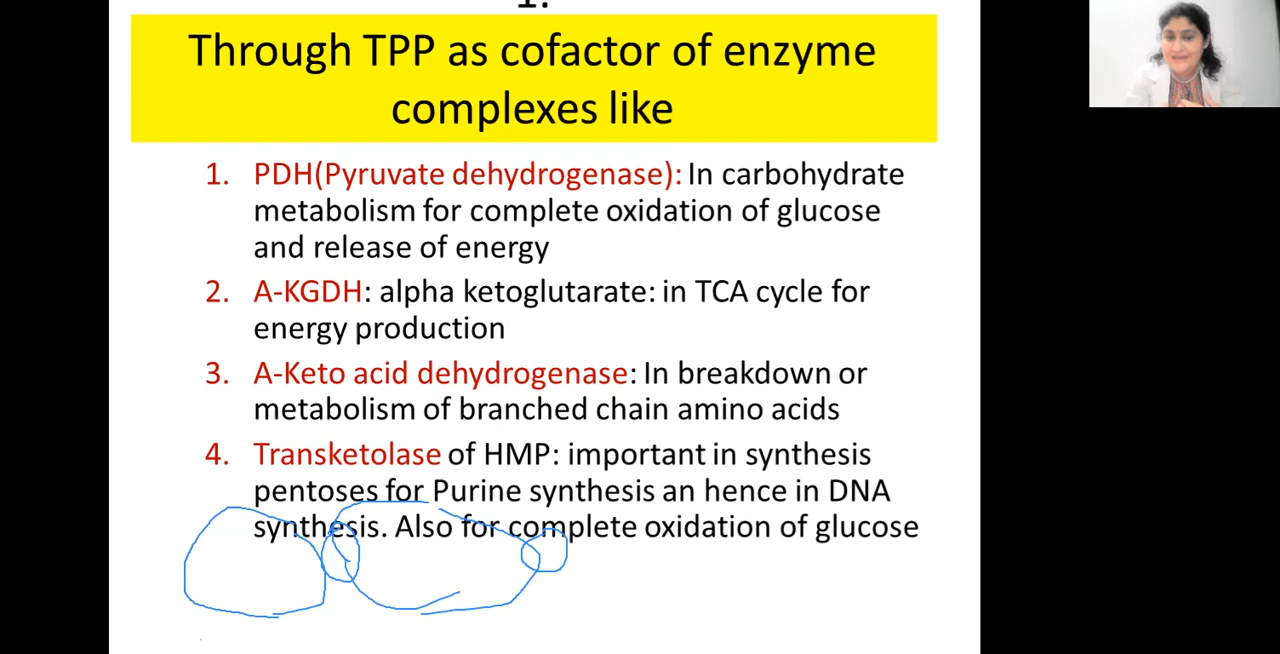 1.
Through TPP as cofactor of enzyme
complexes like
1. PDH(Pyruvate dehydrogenase): In carbohydrate
metabolism for complete oxidation of glucose
and release of energy
2. A-KGDH: alpha ketoglutarate: in TCA cycle for
energy production
3. A-Keto acid dehydrogenase: In breakdown or
metabolism of branched chain amino acids
4. Transketolase of HMP: important in synthesis
pentoses for Purine synthesis an hence in DNA
synthesis. Also for complete oxidation of glucose